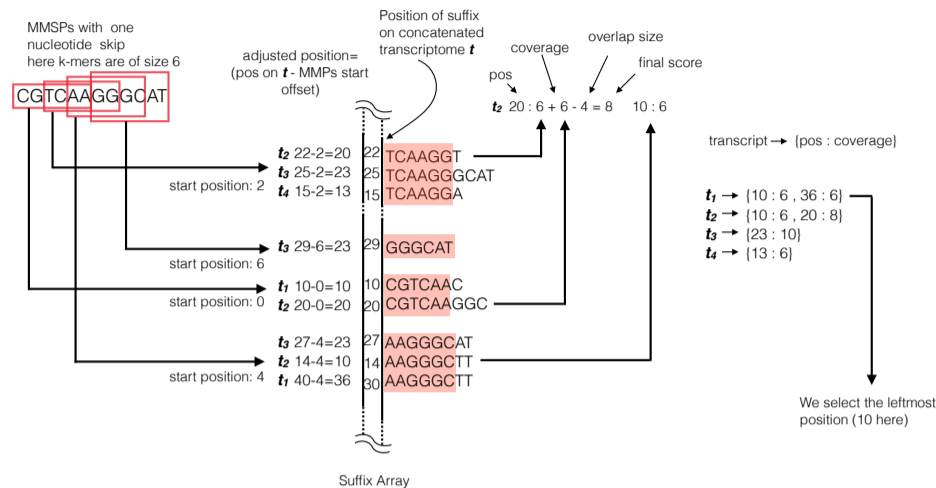 MMSPs with one
nucleotide skip
here k-mers are of size 6
CGTCAAGGGCAT
adjusted position=
(pos on t - MMPs start
offset)
Position of suffix
on concatenated
transcriptome t
pos
coverage
overlap size
final score
t2 20 : 6 + 6 - 4 = 8 10 : 6
t2 22-2=20 22 TCAAGGT
t3 25-2=23 25 TCAAGGGCAT
t4 15-2=13 15 TCAAGGA
start position: 2
t3 29-6=23 29 GGGCAT
start position: 6
t1 10-0=10 10 CGTCAAC
t2 20-0=20 20 CGTCAAGGC
start position: 0
t3 27-4=23 27 AAGGGCAT
t2 14-4=10 14 AAGGGCTT
t1 40-4=36 30 AAGGGCTT
start position: 4
Suffix Array
transcript → {pos : coverage}
t1 → {10 : 6 , 36 : 6}
t2 → {10 : 6 , 20 : 8}
t3 → {23 : 10}
t4 → {13 : 6}
We select the leftmost
position (10 here)